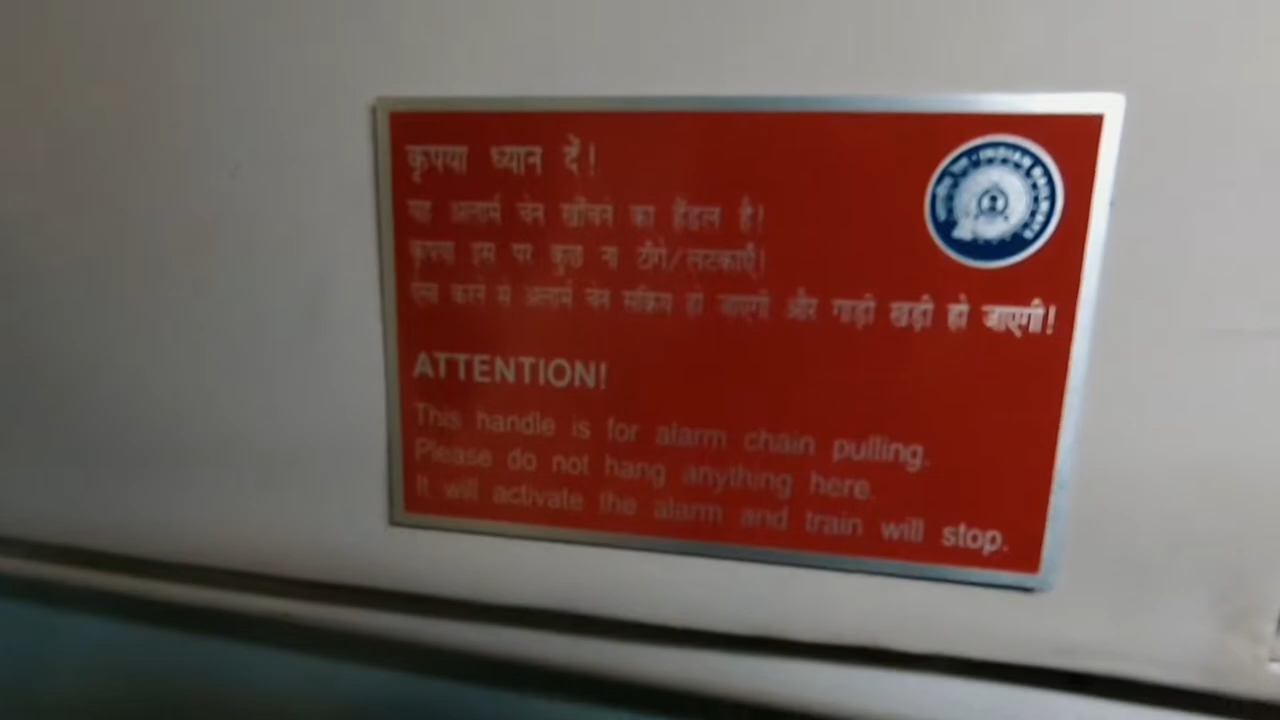 कृपया ध्यान दें!
यह अलार्म चेन खींचने का हैंडल है!
कृपया इस पर कुछ ना टाँगे/लटकाएँ!
ऐसा करने से अलार्म चेन सक्रिय हो जाएगी और गाड़ी खड़ी हो जाएगी!
INDIAN RAILWAYS
ATTENTION!
This handle is for alarm chain pulling.
Please do not hang anything here.
It will activate the alarm and train will stop.